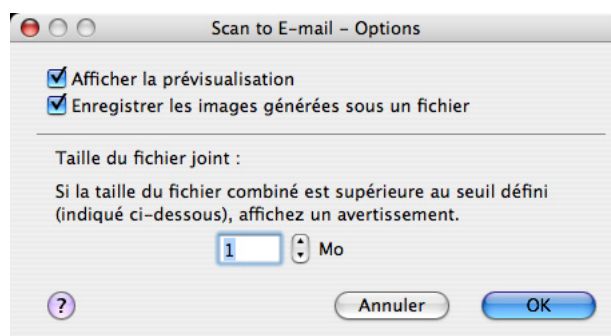 Scan to E-mail – Options
Afficher la prévisualisation
Enregistrer les images générées sous un fichier
Taille du fichier joint :
Si la taille du fichier combiné est supérieure au seuil défini
(indiqué ci-dessous), affichez un avertissement.
1 Mo
? Annuler OK